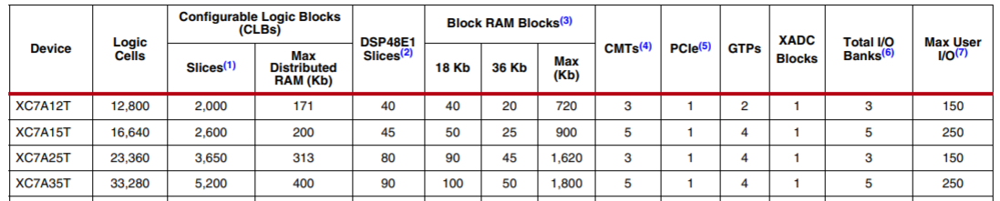 Device Logic Cells Configurable Logic Blocks (CLBs) DSP48E1 Slices(2) Block RAM Blocks(3) CMTs(4) PCIe(5) GTPs XADC Blocks Total I/O Banks(6) Max User I/O(7)
Slices(1) Max Distributed RAM (Kb) 18 Kb 36 Kb Max (Kb)
XC7A12T 12,800 2,000 171 40 40 20 720 3 1 2 1 3 150
XC7A15T 16,640 2,600 200 45 50 25 900 5 1 4 1 5 250
XC7A25T 23,360 3,650 313 80 90 45 1,620 3 1 4 1 3 150
XC7A35T 33,280 5,200 400 90 100 50 1,800 5 1 4 1 5 250